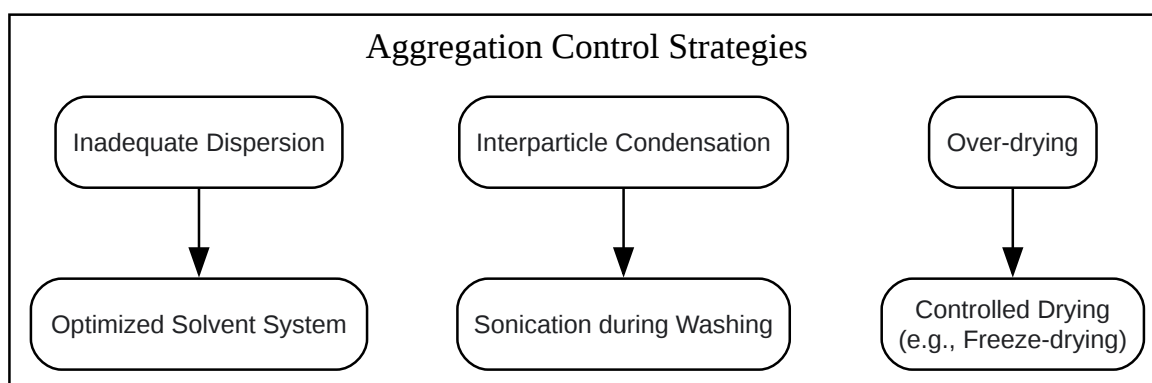 Aggregation Control Strategies
Inadequate Dispersion
Interparticle Condensation
Over-drying
Optimized Solvent System
Sonication during Washing
Controlled Drying
(e.g., Freeze-drying)